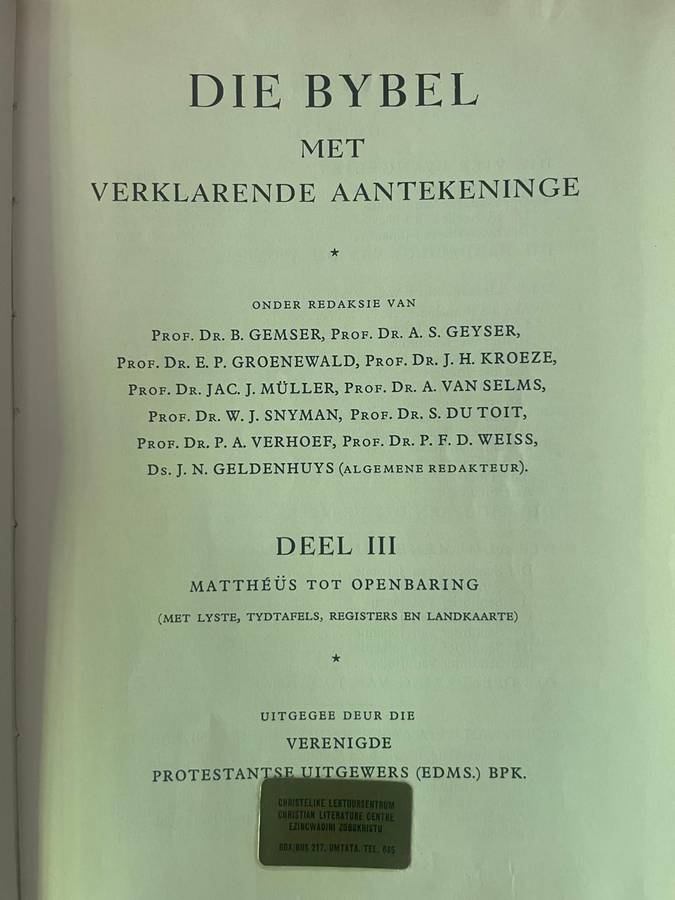 DIE BYBEL
MET
VERKLARENDE AANTEKENINGE
*
ONDER REDAKSIE VAN
PROF. DR. B. GEMSER, PROF. DR. A. S. GEYSER,
PROF. DR. E. P. GROENEWALD, PROF. DR. J. H. KROEZE,
PROF. DR. JAC. J. MÜLLER, PROF. DR. A. VAN SELMS,
PROF. DR. W. J. SNYMAN, PROF. DR. S. DU TOIT,
PROF. DR. P. A. VERHOEF, PROF. DR. P. F. D. WEISS,
DS. J. N. GELDENHUYS (ALGEMENE REDAKTEUR).
DEEL III
MATTHÉÜS TOT OPENBARING
(MET LYSTE, TYDTAFELS, REGISTERS EN LANDKAARTE)
*
UITGEGEE DEUR DIE
VERENIGDE
PROTESTANTSE UITGEWERS (EDMS.) BPK.
CHRISTELIKE LEKTUURSENTRUM
CHRISTIAN LITERATURE CENTRE
EZINCWADINI ZOBUKRISTU
BOX/BUS 217, UMTATA. TEL. 685